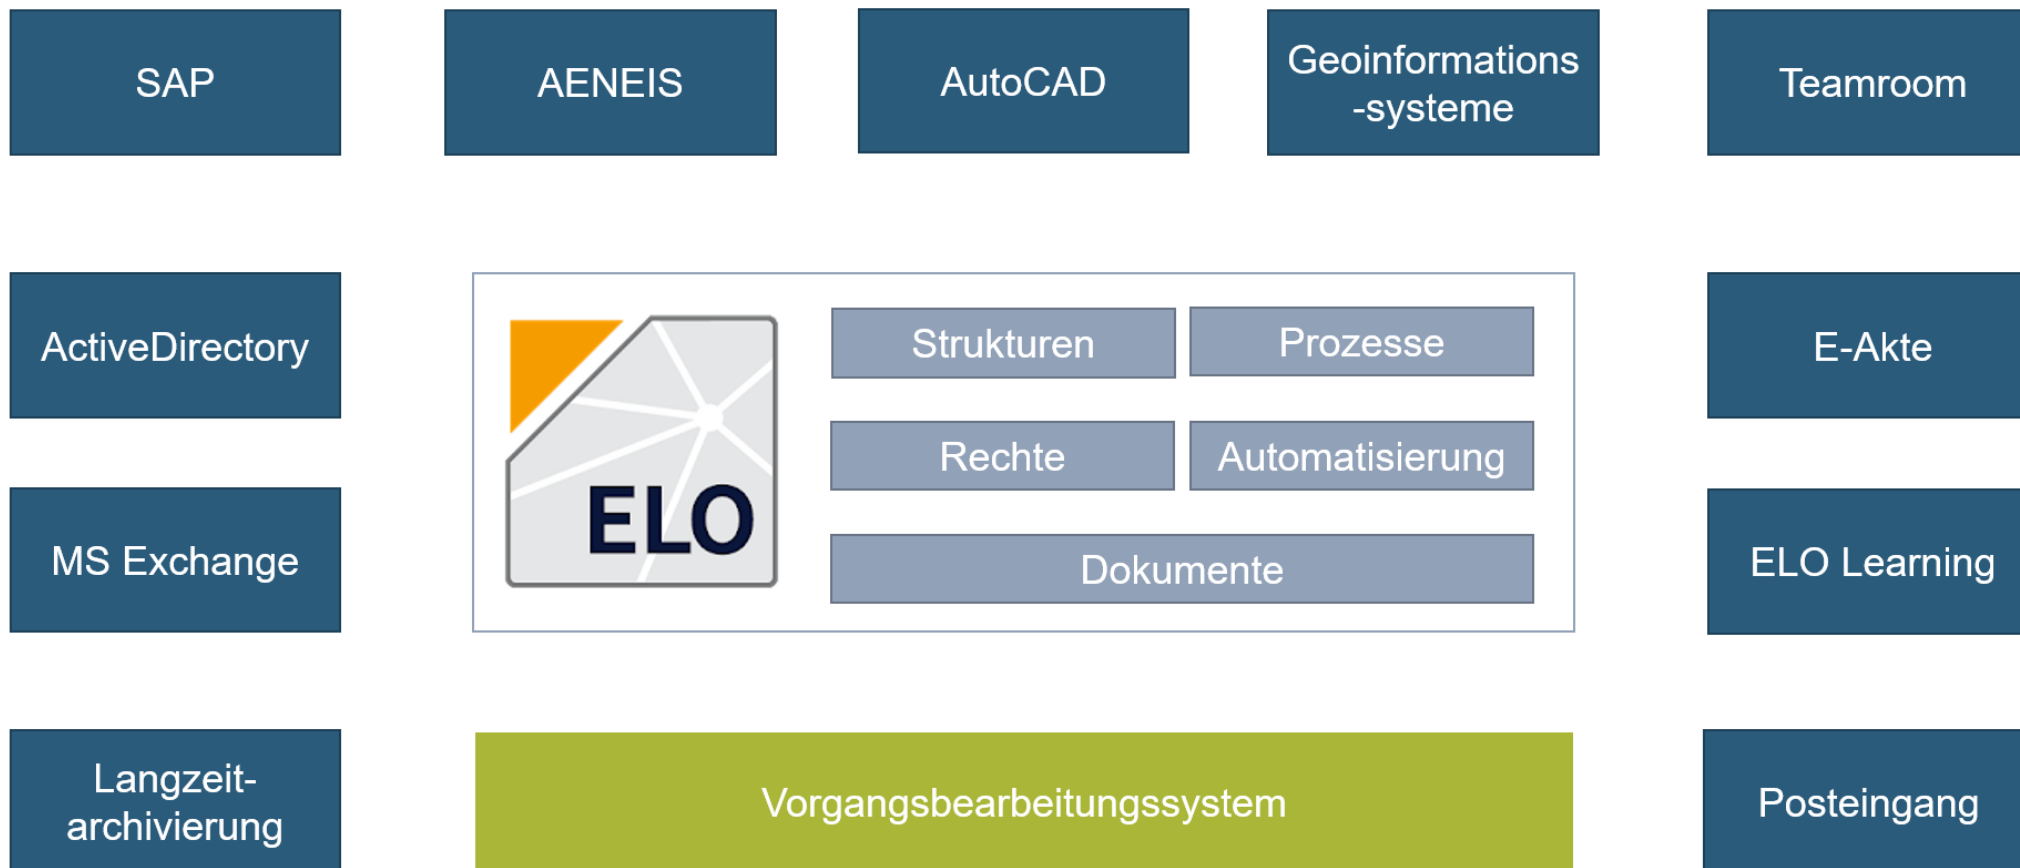 SAP
AENEIS
AutoCAD
Geoinformations
-systeme
Teamroom
ActiveDirectory
ELO
Strukturen
Prozesse
E-Akte
Rechte
Automatisierung
MS Exchange
Dokumente
ELO Learning
Langzeit-
archivierung
Vorgangsbearbeitungssystem
Posteingang